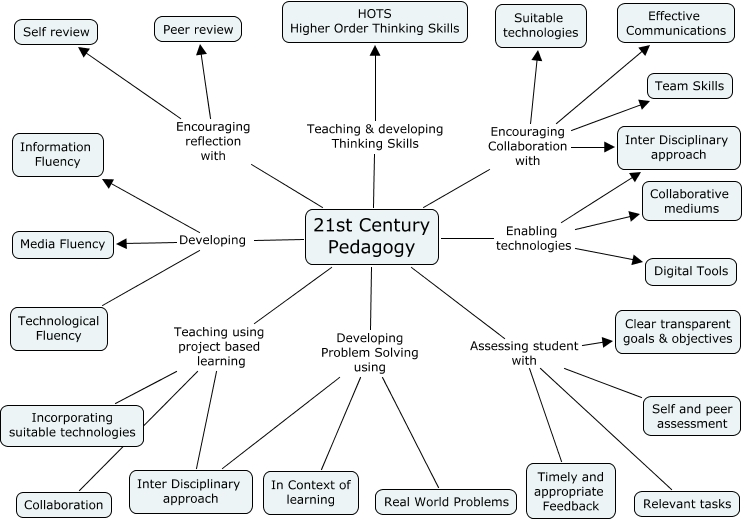 Self review
Peer review
HOTS
Higher Order Thinking Skills
Suitable
technologies
Effective
Communications
Team Skills
Encouraging
reflection
with
Teaching & developing
Thinking Skills
Encouraging
Collaboration
with
Inter Disciplinary
approach
Information
Fluency
Collaborative
mediums
21st Century
Pedagogy
Enabling
technologies
Developing
Media Fluency
Digital Tools
Technological
Fluency
Teaching using
project based
learning
Developing
Problem Solving
using
Assessing student
with
Clear transparent
goals & objectives
Incorporating
suitable technologies
Self and peer
assessment
Collaboration
Inter Disciplinary
approach
In Context of
learning
Real World Problems
Timely and
appropriate
Feedback
Relevant tasks